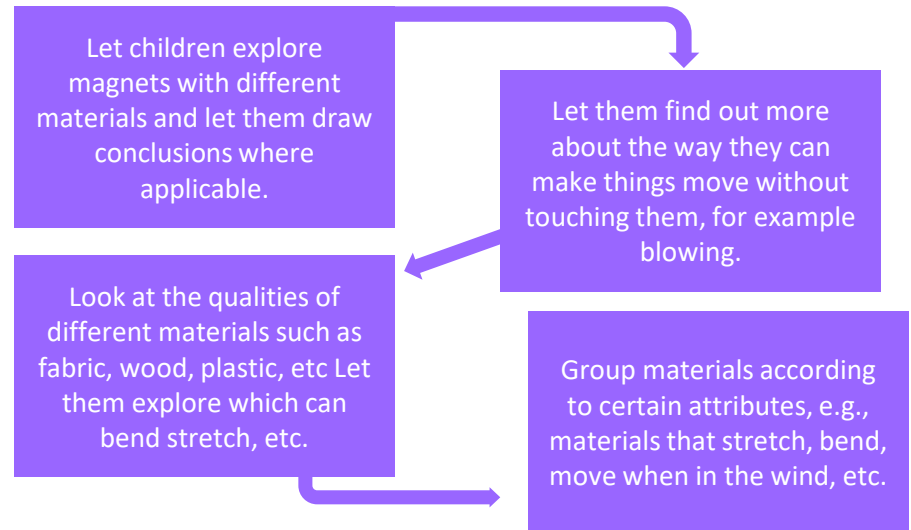 Let children explore
magnets with different
materials and let them draw
conclusions where
applicable.
Let them find out more
about the way they can
make things move without
touching them, for example
blowing.
Look at the qualities of
different materials such as
fabric, wood, plastic, etc Let
them explore which can
bend stretch, etc.
Group materials according
to certain attributes, e.g.,
materials that stretch, bend,
move when in the wind, etc.